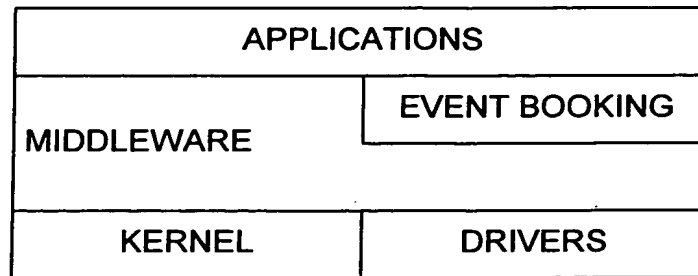 APPLICATIONS
EVENT BOOKING
MIDDLEWARE
KERNEL
DRIVERS